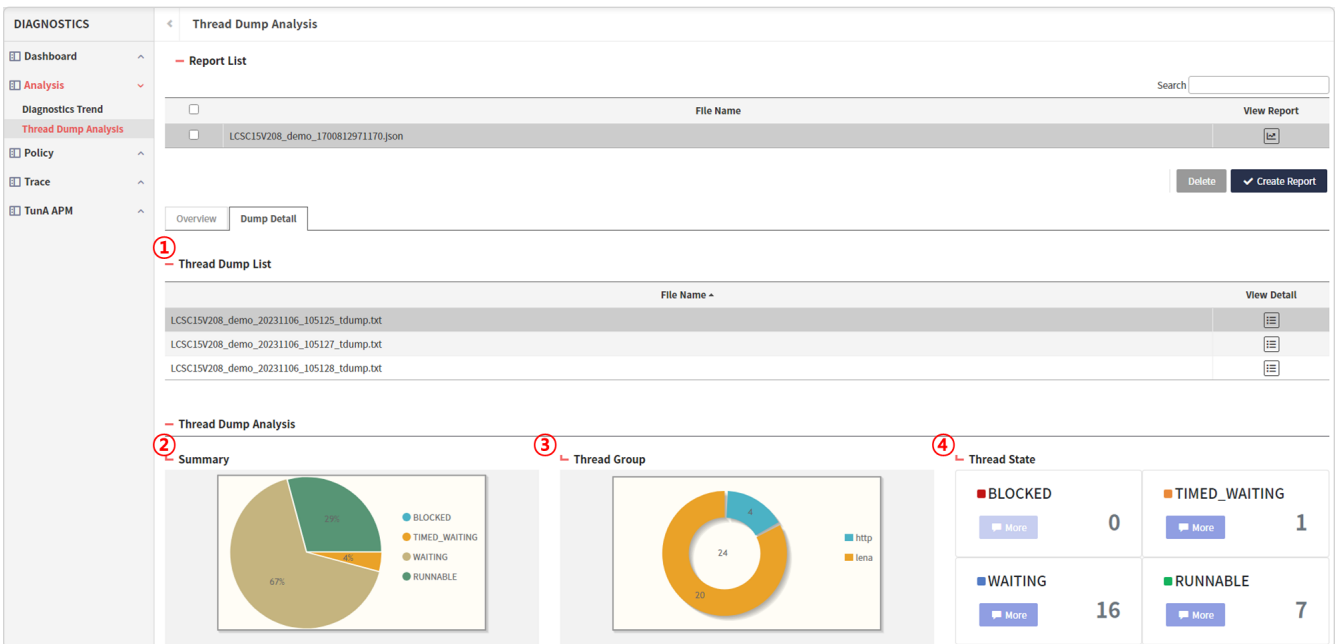 DIAGNOSTICS
Thread Dump Analysis
Dashboard
Analysis
Diagnostics Trend
Thread Dump Analysis
Policy
Trace
TunA APM
Report List
Search
File Name View Report
LCSC15V208_demo_1700812971170.json
Delete Create Report
Overview Dump Detail
①
Thread Dump List
File Name View Detail
LCSC15V208_demo_20231106_105125_tdump.txt
LCSC15V208_demo_20231106_105127_tdump.txt
LCSC15V208_demo_20231106_105128_tdump.txt
Thread Dump Analysis
②
Summary
29%
4%
67%
BLOCKED
TIMED_WAITING
WAITING
RUNNABLE
③
Thread Group
4
24
20
http
lena
④
Thread State
BLOCKED
More 0
TIMED_WAITING
More 1
WAITING
More 16
RUNNABLE
More 7